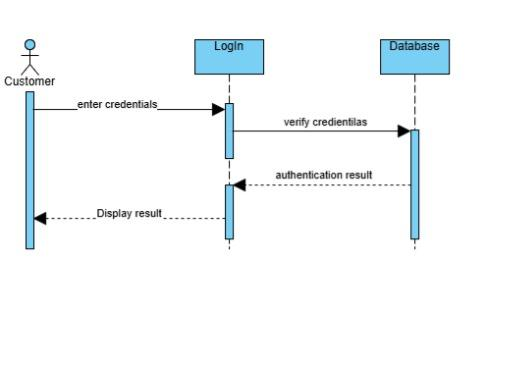 LogIn
Database
Customer
enter credentials
verify credientilas
authentication result
Display result